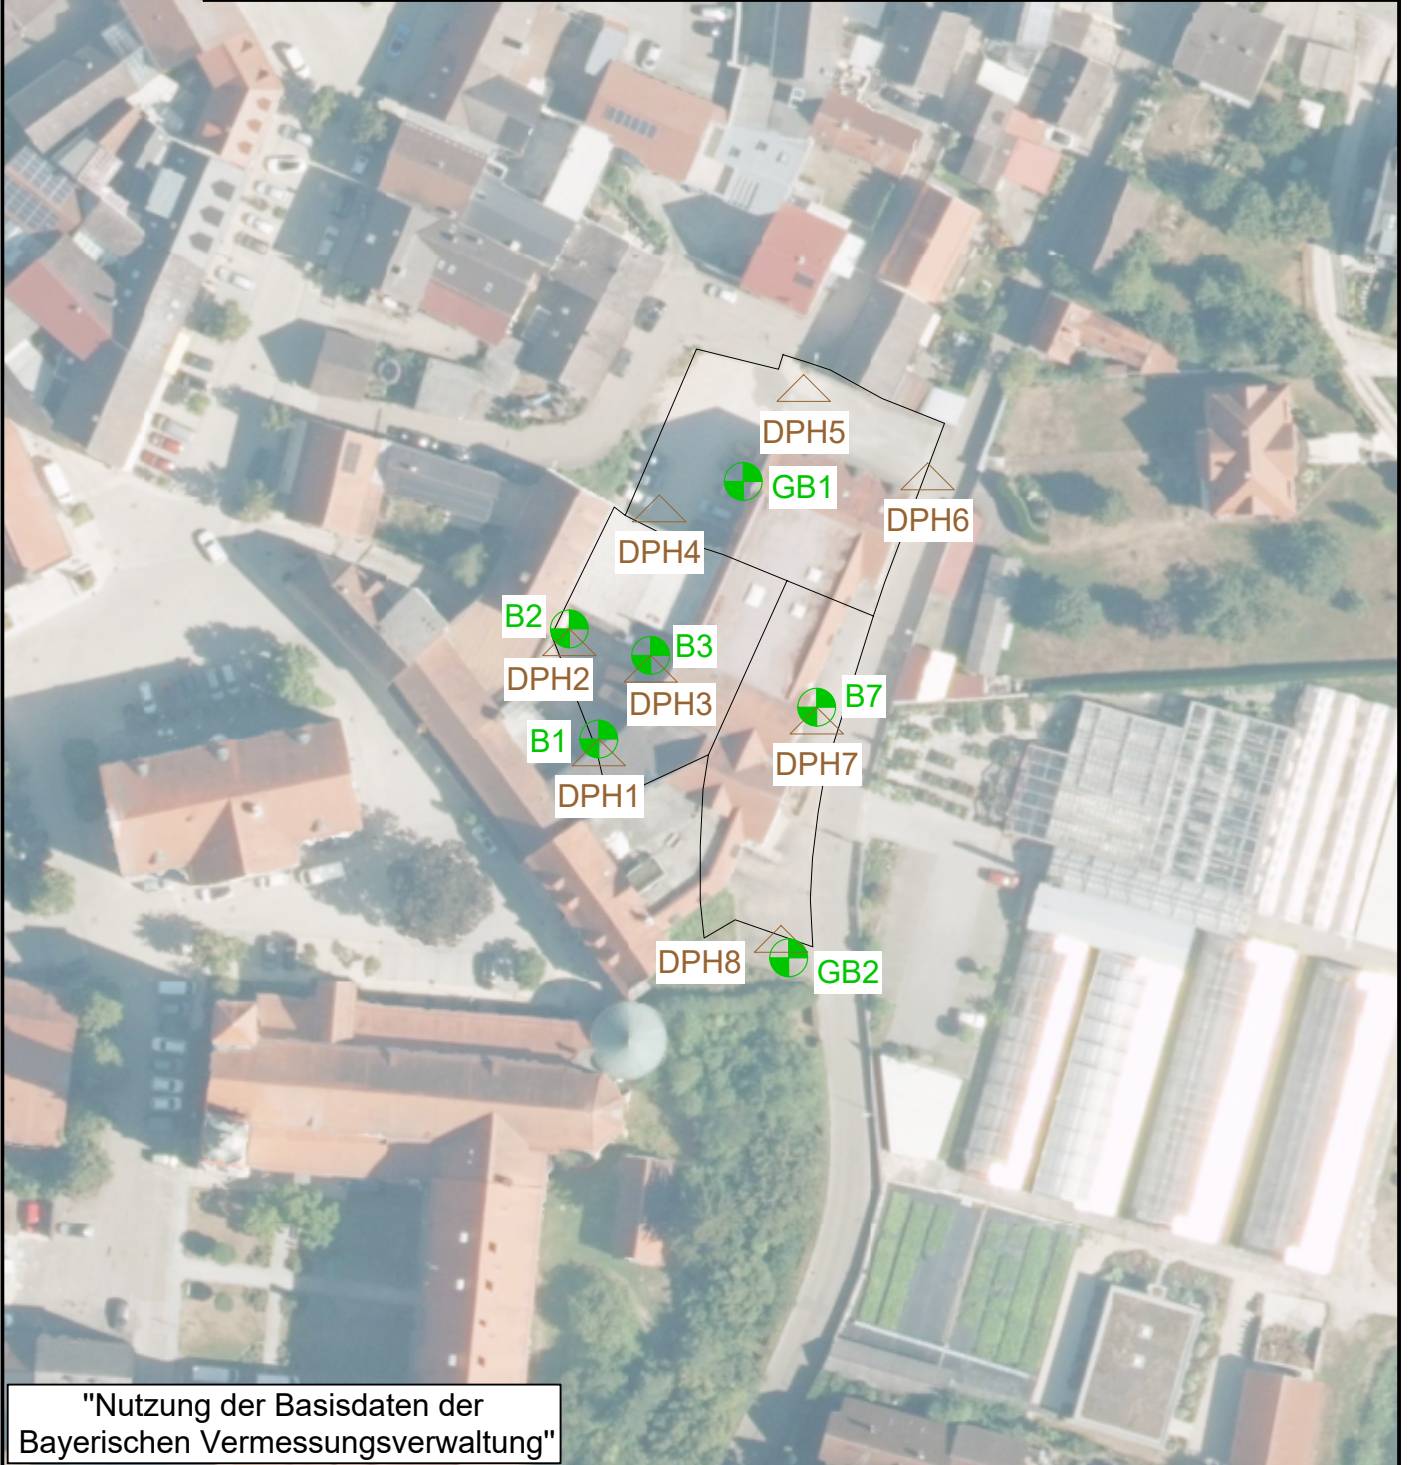 DPH5
GB1
DPH6
DPH4
B2
B3
DPH2
DPH3
B7
B1
DPH7
DPH1
DPH8
GB2
"Nutzung der Basisdaten der
Bayerischen Vermessungsverwaltung"